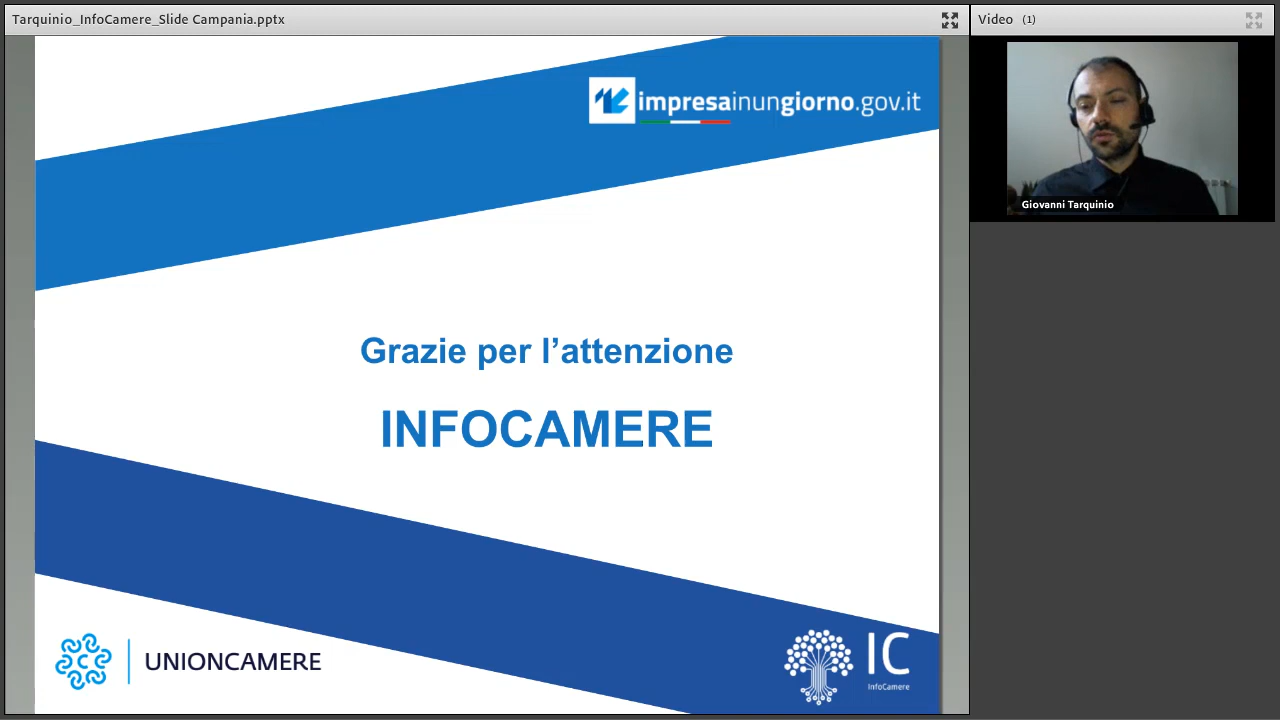 Tarquinio_InfoCamere_Slide Campania.pptx
Video (1)
impresainungiorno.gov.it
Giovanni Tarquinio
Grazie per l’attenzione
INFOCAMERE
UNIONCAMERE
IC
InfoCamere